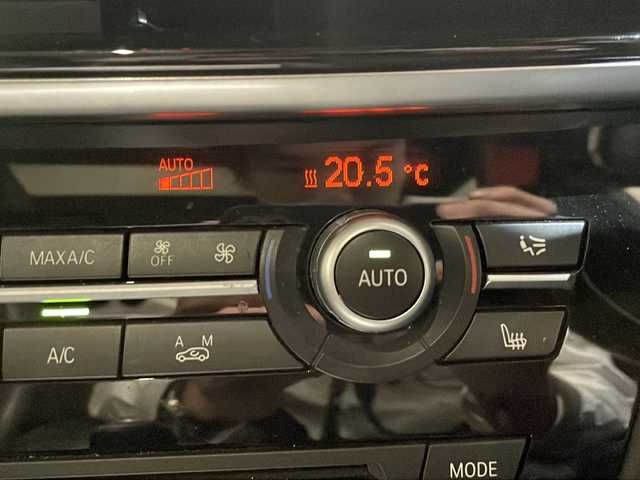 AUTO
20.5 °C
MAX A/C
OFF
AUTO
A/C
A M
MODE